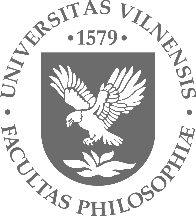 UNIVERSITAS VILNENSIS
·1579·
FACULTAS PHILOSOPHIÆ